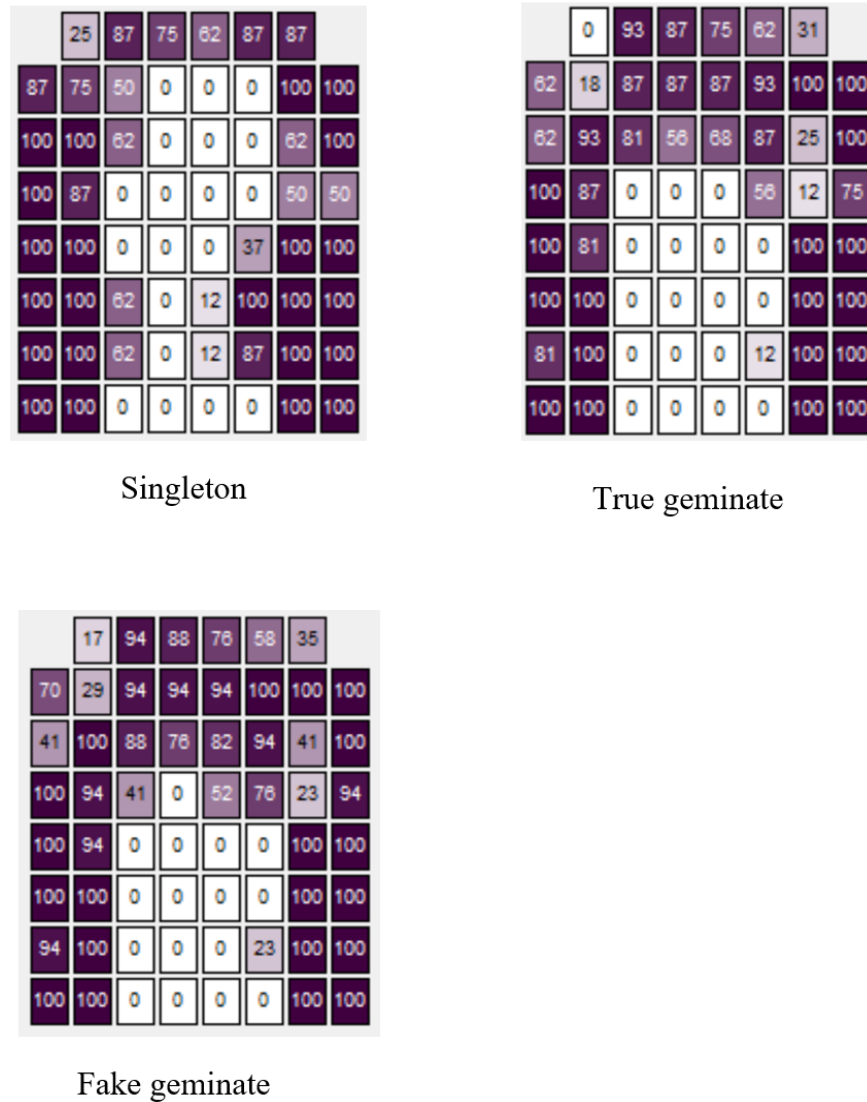 25 87 75 62 87 87
87 75 50 0 0 0 100 100
100 100 62 0 0 0 62 100
100 87 0 0 0 0 50 50
100 100 0 0 0 37 100 100
100 100 62 0 12 100 100 100
100 100 62 0 12 87 100 100
100 100 0 0 0 0 100 100
Singleton
0 93 87 75 62 31
62 18 87 87 87 93 100 100
62 93 81 56 68 87 25 100
100 87 0 0 0 56 12 75
100 81 0 0 0 0 100 100
100 100 0 0 0 0 100 100
81 100 0 0 0 12 100 100
100 100 0 0 0 0 100 100
True geminate
17 94 88 76 58 35
70 29 94 94 94 100 100 100
41 100 88 76 82 94 41 100
100 94 41 0 52 76 23 94
100 94 0 0 0 0 100 100
100 100 0 0 0 0 100 100
94 100 0 0 0 23 100 100
100 100 0 0 0 0 100 100
Fake geminate